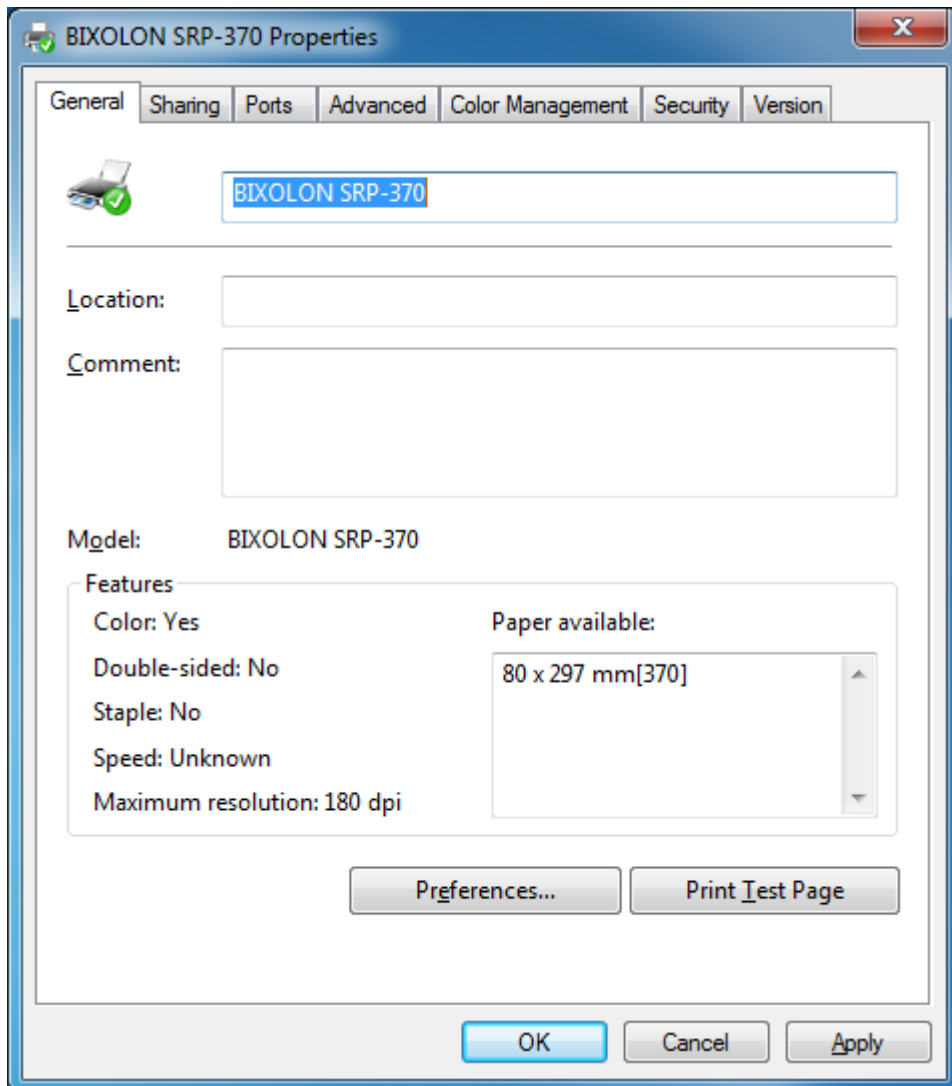 BIXOLON SRP-370 Properties
General Sharing Ports Advanced Color Management Security Version
BIXOLON SRP-370
Location:
Comment:
Model: BIXOLON SRP-370
Features
Color: Yes Paper available:
Double-sided: No 80 x 297 mm[370]
Staple: No
Speed: Unknown
Maximum resolution: 180 dpi
Preferences... Print Test Page
OK Cancel Apply